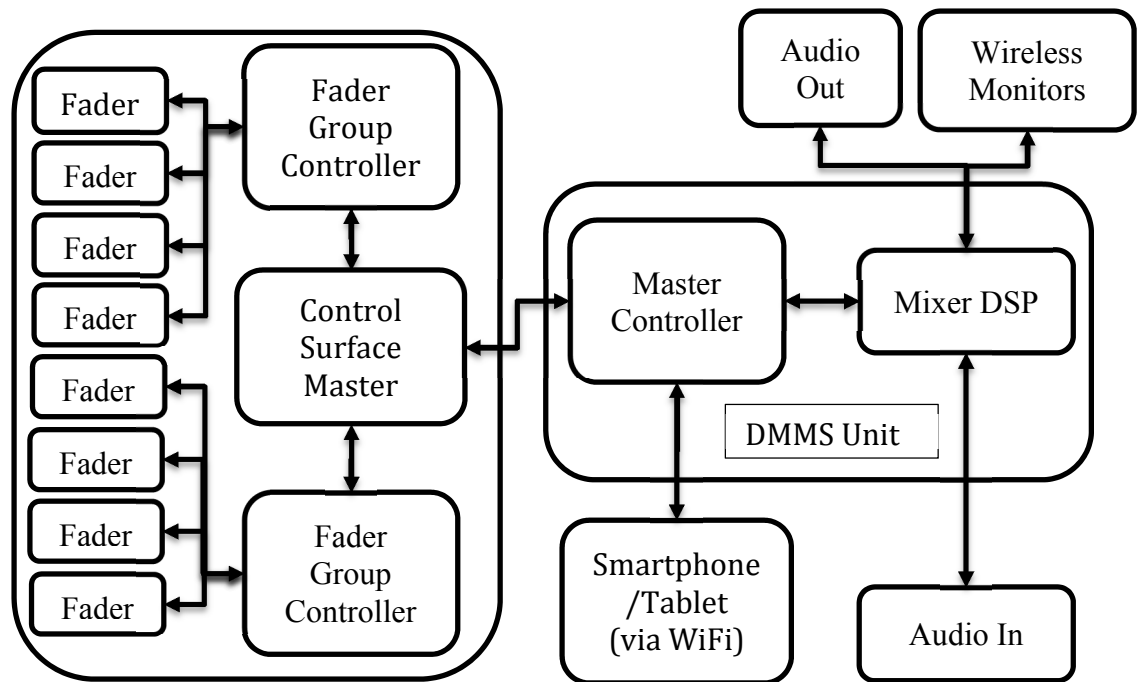 Fader
Fader
Fader
Fader
Fader
Fader
Fader
Fader
Fader
Group
Controller
Control
Surface
Master
Fader
Group
Controller
Audio
Out
Wireless
Monitors
Master
Controller
Mixer DSP
DMMS Unit
Smartphone
/Tablet
(via WiFi)
Audio In